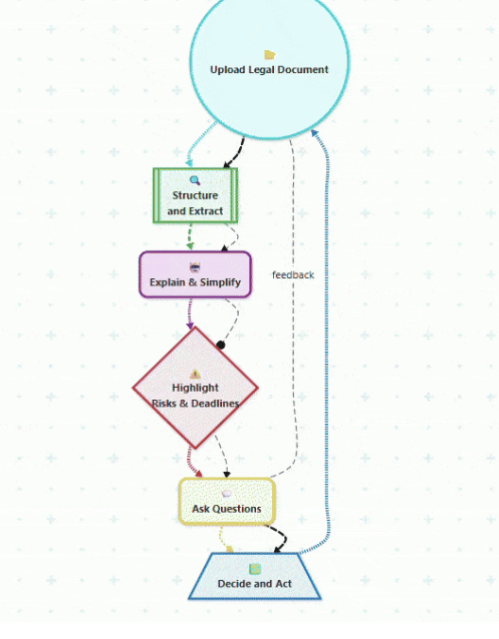 Upload Legal Document
Structure
and Extract
Explain & Simplify
feedback
Highlight
Risks & Deadlines
Ask Questions
Decide and Act